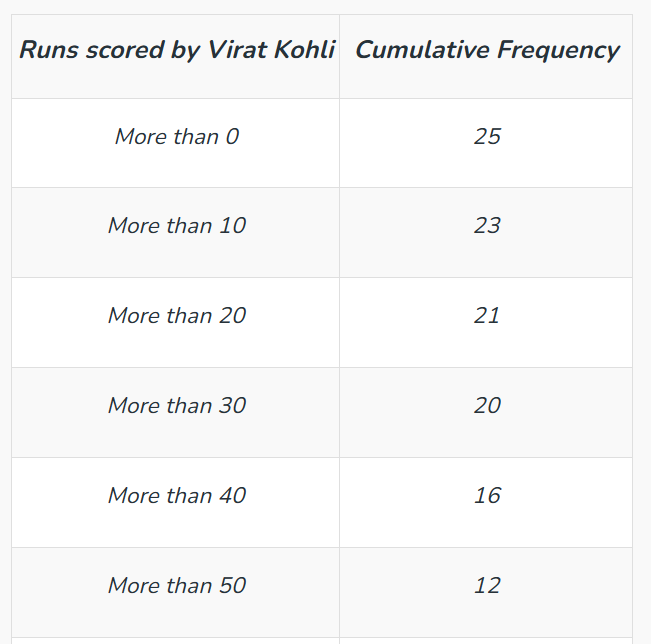 Runs scored by Virat Kohli Cumulative Frequency
More than 0 25
More than 10 23
More than 20 21
More than 30 20
More than 40 16
More than 50 12